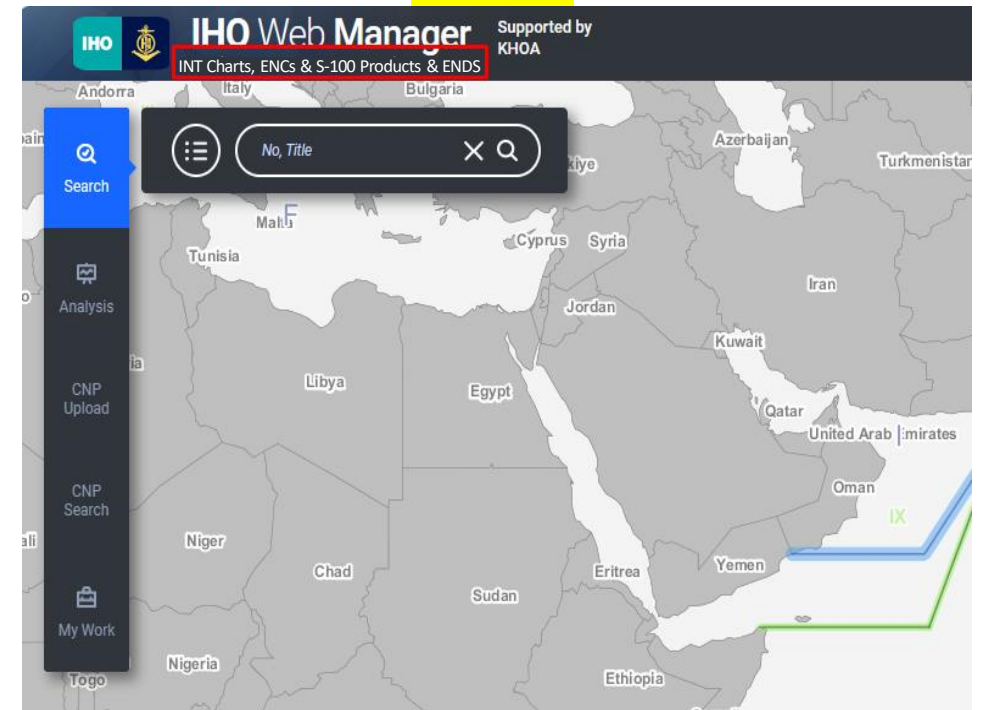 IHO
IHO Web Manager
Supported by
KHOA
INT Charts, ENCs & S-100 Products & ENDS
Andorra
Italy
Bulgaria
No, Title
Azerbaijan
Turkmenistan
Search
Malta
F
Cyprus
Syria
Tunisia
Iran
Analysis
Jordan
Kuwait
Libya
Egypt
CNP
Upload
Qatar
United Arab Emirates
CNP
Search
Oman
IX
Niger
Chad
Eritrea
Yemen
Sudan
My Work
Nigeria
Togo
Ethiopia